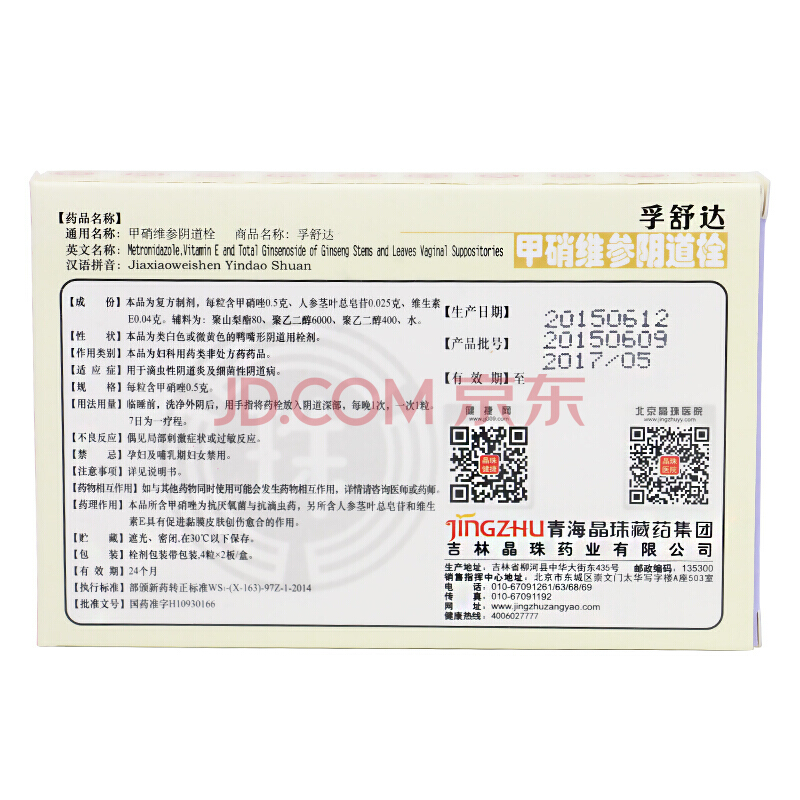 【药品名称】
通用名称：甲硝维参阴道栓 商品名称：孚舒达
英文名称：Metronidazole,Vitamin E and Total Ginsenoside of Ginseng Stems and Leaves Vaginal Suppositories
汉语拼音：Jiaxiaoweishen Yindao Shuan
孚舒达
甲硝维参阴道栓
【成 份】本品为复方制剂，每粒含甲硝唑0.5克、人参茎叶总皂苷0.025克、维生素
E0.04克。辅料为：聚山梨酯80、聚乙二醇6000、聚乙二醇400、水。
【性 状】本品为类白色或微黄色的鸭嘴形阴道用栓剂。
【作用类别】本品为妇科用药类非处方药药品。
【适 应 症】用于滴虫性阴道炎及细菌性阴道病。
【规 格】每粒含甲硝唑0.5克。
【用法用量】临睡前，洗净外阴后，用手指将药栓放入阴道深部，每晚1次，一次1粒。
7日为一疗程。
【不良反应】偶见局部刺激症状或过敏反应。
【禁 忌】孕妇及哺乳期妇女禁用。
【注意事项】详见说明书。
【药物相互作用】如与其他药物同时使用可能会发生药物相互作用，详情请咨询医师或药师。
【药理作用】本品所含甲硝唑为抗厌氧菌与抗滴虫药，另所含人参茎叶总皂苷和维生
素E具有促进黏膜皮肤创伤愈合的作用。
【贮 藏】遮光、密闭，在30℃以下保存。
【包 装】栓剂包装带包装,4粒×2板/盒。
【有 效 期】24个月
【执行标准】部颁新药转正标准WS₁-(X-163)-97Z-1-2014
【批准文号】国药准字H10930166
【生产日期】 20150612
【产品批号】 20150609
【有 效 期】至 2017/05
JD.COM 京东
健 捷 网
www.j009.com
晶珠
健捷
北京晶珠医院
www.jingzhuyy.com
晶珠
医院
JINGZHU 青海晶珠藏药集团
吉林晶珠药业有限公司
生产地址：吉林省柳河县中华大街东435号 邮政编码：135300
销售指挥中心地址：北京市东城区崇文门太华写字楼A座503室
电 话：010-67091261/63/68/69
传 真：010-67091192
网 址：www.jingzhuzangyao.com
健康热线：4006027777